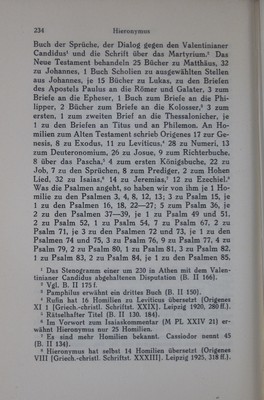 234 Hieronymus
Buch der Sprüche, der Dialog gegen den Valentinianer
Candidus¹ und die Schrift über das Martyrium.² Das
Neue Testament behandeln 25 Bücher zu Matthäus, 32
zu Johannes, 1 Buch Scholien zu ausgewählten Stellen
aus Johannes, je 15 Bücher zu Lukas, zu den Briefen
des Apostels Paulus an die Römer und Galater, 3 zum
Briefe an die Epheser, 1 Buch zum Briefe an die Phi-
lipper, 2 Bücher zum Briefe an die Kolosser,³ 3 zum
ersten, 1 zum zweiten Brief an die Thessalonicher, je
1 zu den Briefen an Titus und an Philemon. An Ho-
milien zum Alten Testament schrieb Origenes 17 zur Ge-
nesis, 8 zu Exodus, 11 zu Leviticus,⁴ 28 zu Numeri, 13
zum Deuteronomium, 26 zu Josue, 9 zum Richterbuche,
8 über das Pascha,⁵ 4 zum ersten Königsbuche, 22 zu
Job, 7 zu den Sprüchen, 8 zum Prediger, 2 zum Hohen
Lied, 32 zu Isaias,⁶ 14 zu Jeremias,⁷ 12 zu Ezechiel.⁸
Was die Psalmen angeht, so haben wir von ihm je 1 Ho-
milie zu den Psalmen 3, 4, 8, 12, 13; 3 zu Psalm 15, je
1 zu den Psalmen 16, 18, 22—27; 5 zum Psalm 36, je
2 zu den Psalmen 37—39, je 1 zu Psalm 49 und 51,
2 zu Psalm 52, 1 zu Psalm 54, 7 zu Psalm 67, 2 zu
Psalm 71, je 3 zu den Psalmen 72 und 73, je 1 zu den
Psalmen 74 und 75, 3 zu Psalm 76, 9 zu Psalm 77, 4 zu
Psalm 79, 2 zu Psalm 80, 1 zu Psalm 81, 3 zu Psalm 82,
1 zu Psalm 83, 2 zu Psalm 84, je 1 zu den Psalmen 85,
¹ Das Stenogramm einer um 230 in Athen mit dem Valen-
tinianer Candidus abgehaltenen Disputation (B. II 166).
² Vgl. B. II 175 f.
³ Pamphilus erwähnt ein drittes Buch (B. II 150).
⁴ Rufin hat 16 Homilien zu Leviticus übersetzt (Origenes
XI 1 [Griech.-christl. Schriftst. XXIX]. Leipzig 1920, 280 ff.).
⁵ Rätselhafter Titel (B. II 130. 184).
⁶ Im Vorwort zum Isaiaskommentar (M PL XXIV 21) er-
wähnt Hieronymus nur 25 Homilien.
⁷ Es sind mehr Homilien bekannt. Cassiodor nennt 45
(B. II 134).
⁸ Hieronymus hat selbst 14 Homilien übersetzt (Origenes
VIII [Griech.-christl. Schriftst. XXXIII]. Leipzig 1925, 318 ff.).